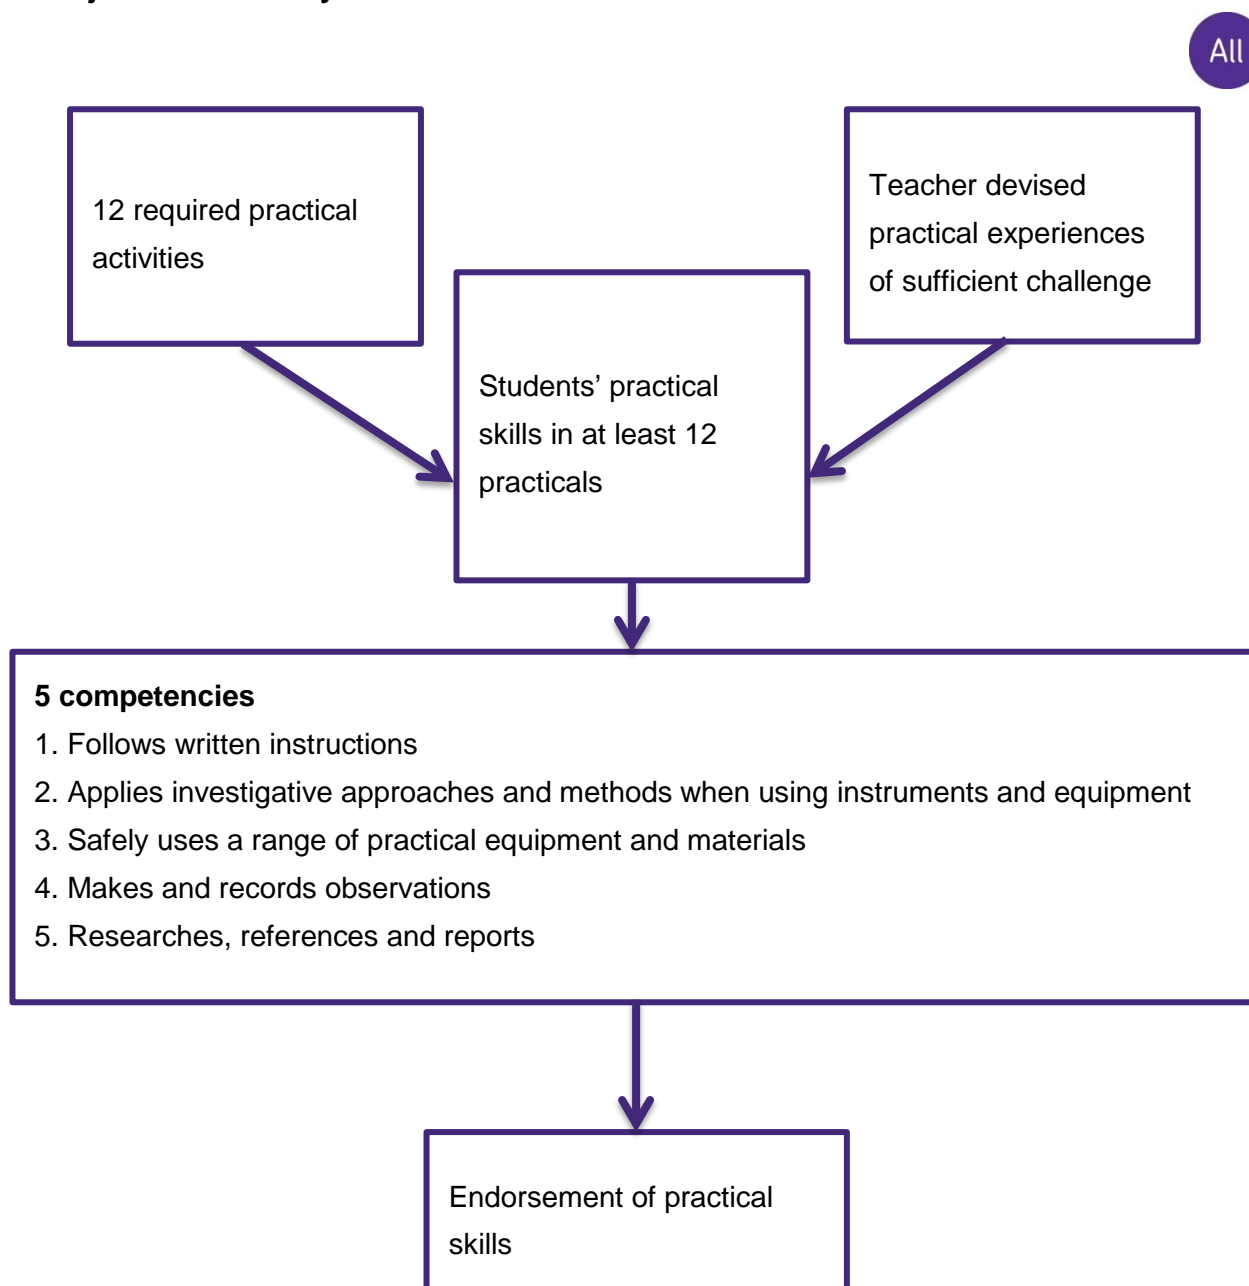 All
12 required practical
activities
Teacher devised
practical experiences
of sufficient challenge
Students’ practical
skills in at least 12
practicals
5 competencies
1. Follows written instructions
2. Applies investigative approaches and methods when using instruments and equipment
3. Safely uses a range of practical equipment and materials
4. Makes and records observations
5. Researches, references and reports
Endorsement of practical
skills